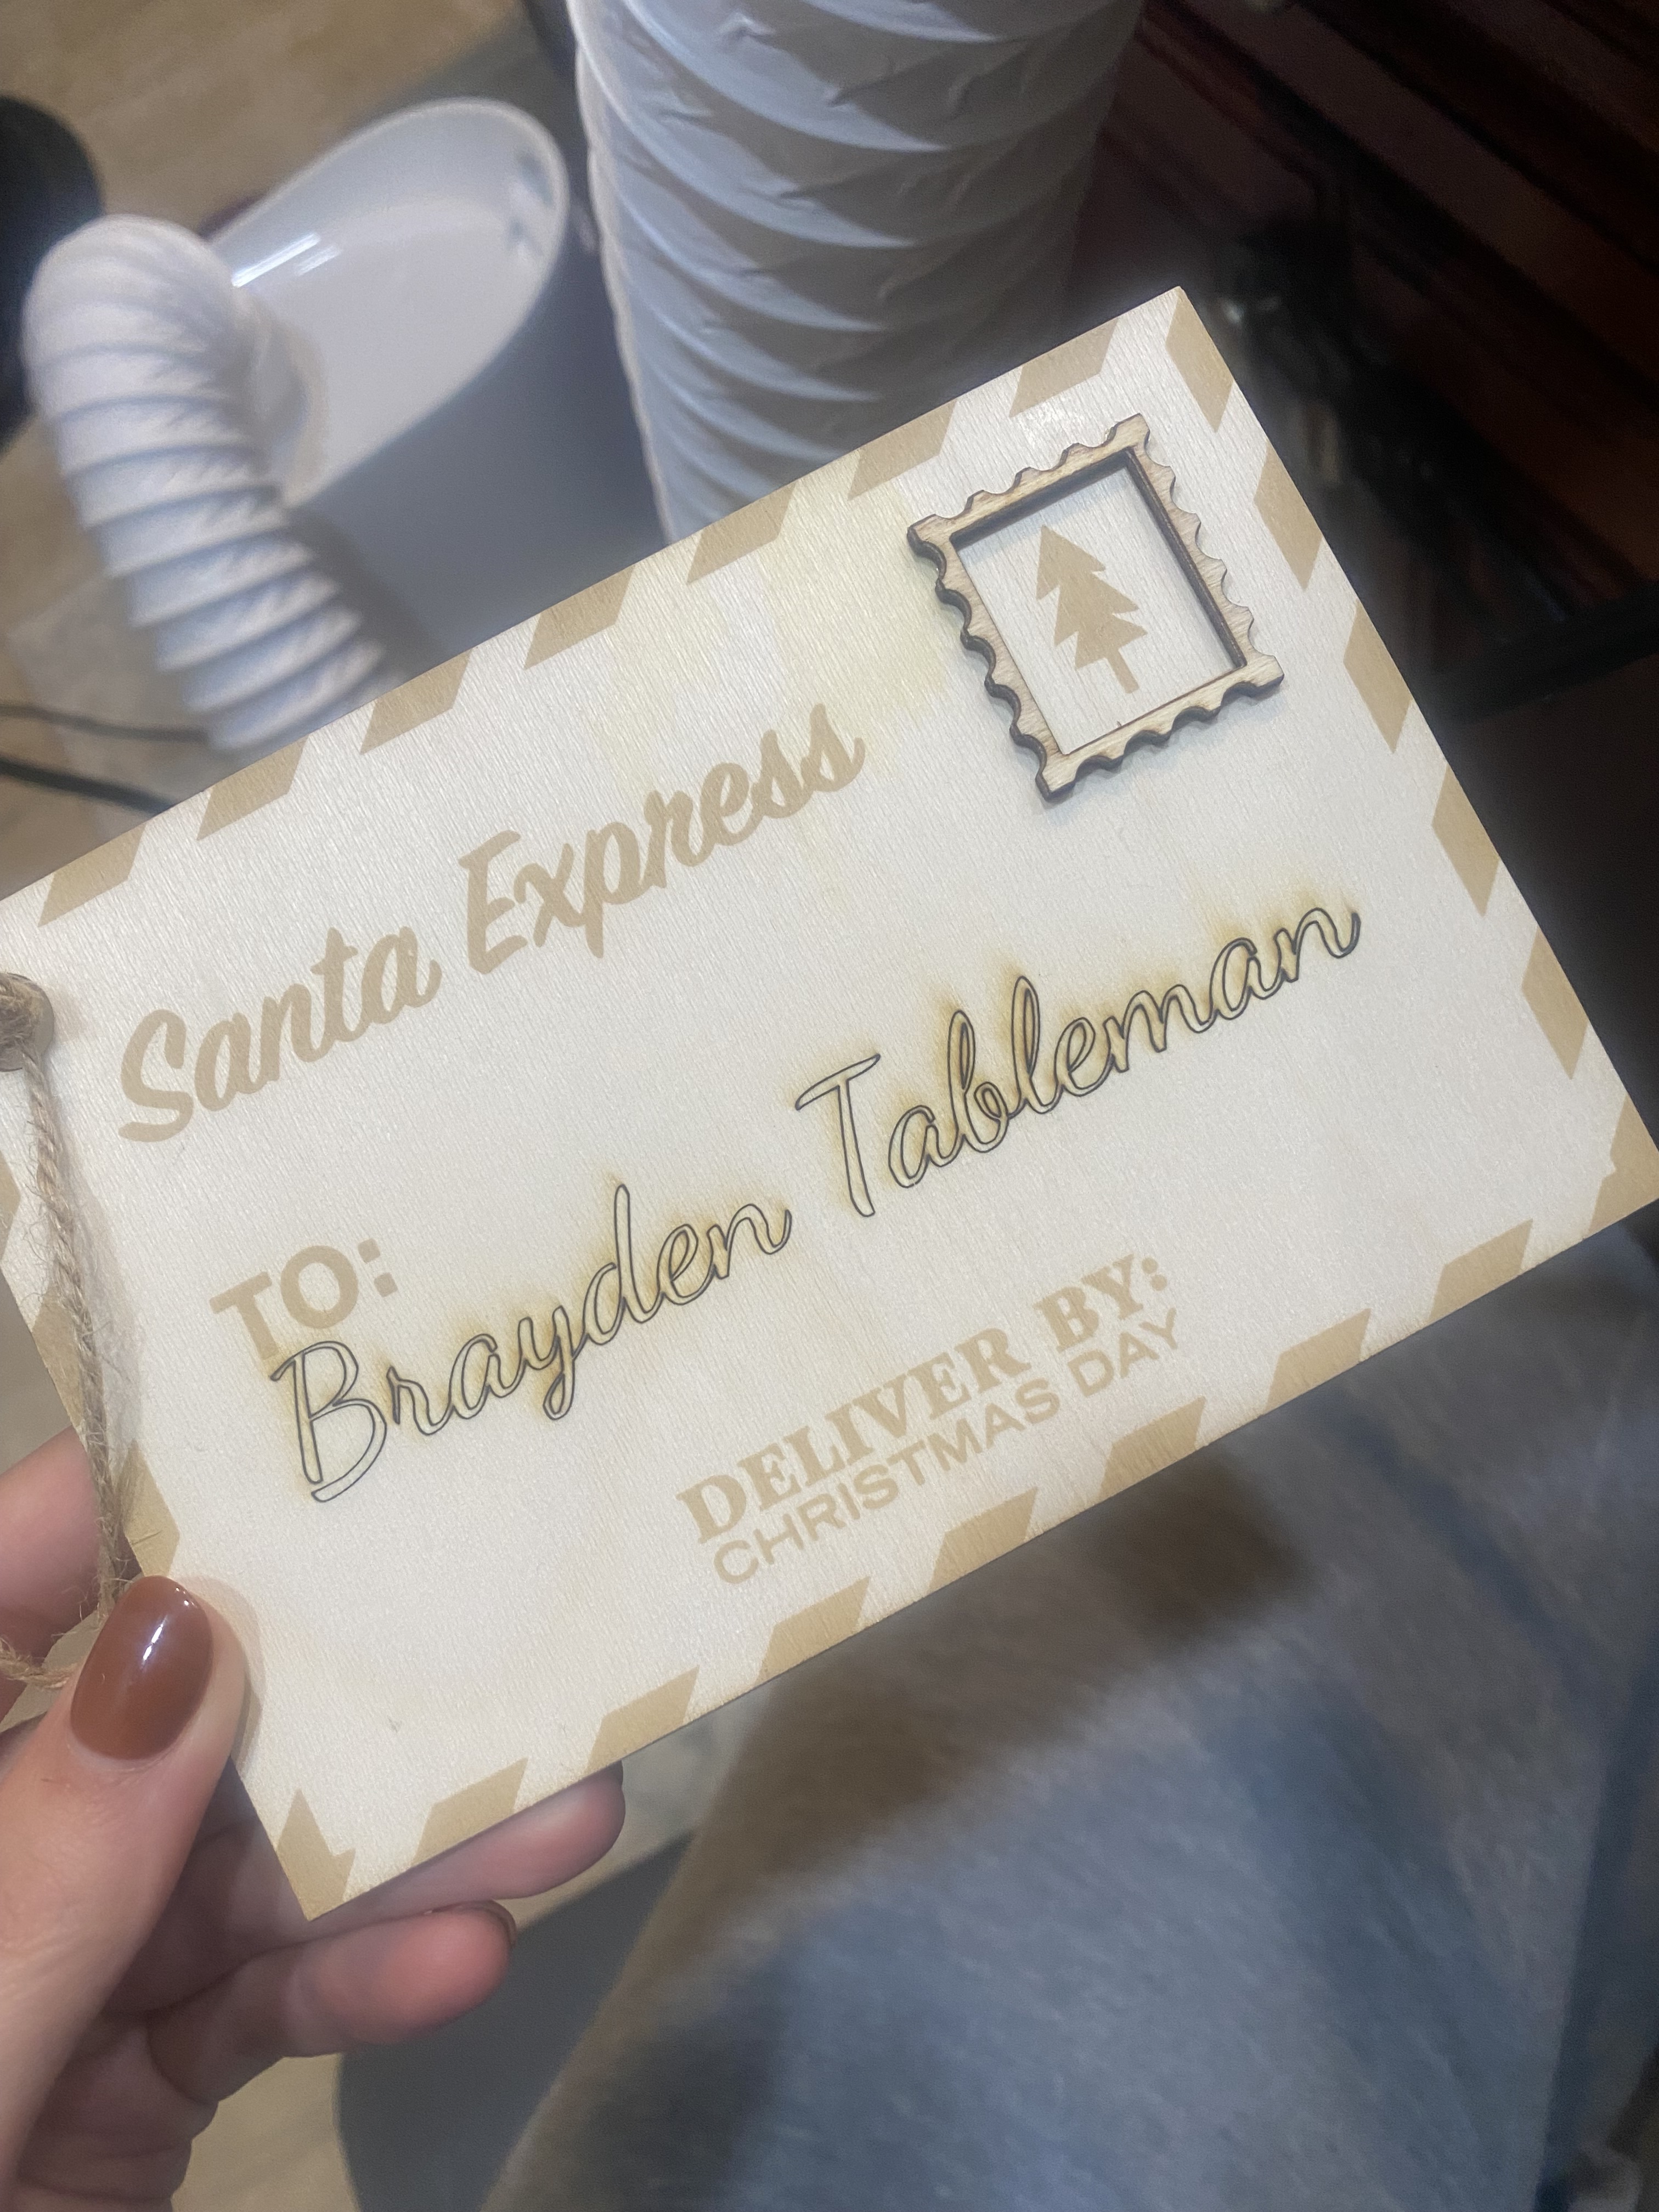 Santa Express
TO:
Brayden Tableman
DELIVER BY:
CHRISTMAS DAY